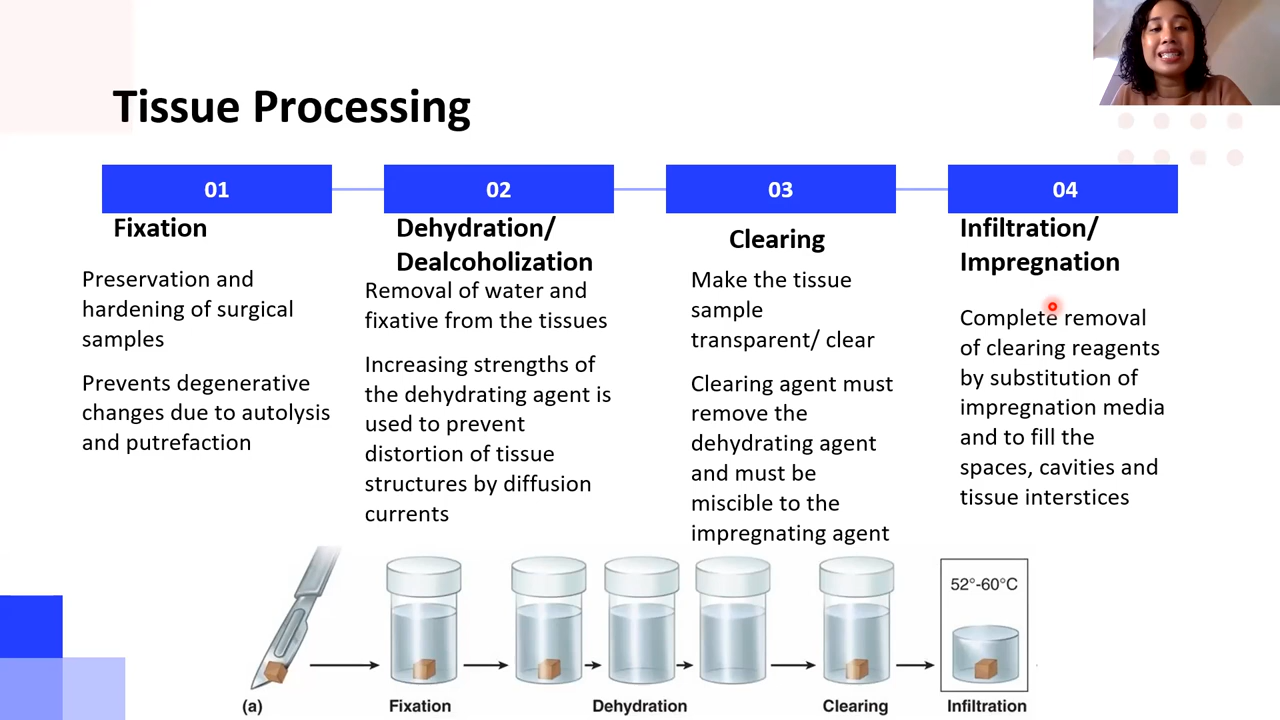 Tissue Processing
01
Fixation
Preservation and
hardening of surgical
samples
Prevents degenerative
changes due to autolysis
and putrefaction
02
Dehydration/
Dealcoholization
Removal of water and
fixative from the tissues
Increasing strengths of
the dehydrating agent is
used to prevent
distortion of tissue
structures by diffusion
currents
03
Clearing
Make the tissue
sample
transparent/ clear
Clearing agent must
remove the
dehydrating agent
and must be
miscible to the
impregnating agent
04
Infiltration/
Impregnation
Complete removal
of clearing reagents
by substitution of
impregnation media
and to fill the
spaces, cavities and
tissue interstices
52°-60°C
(a)
Fixation
Dehydration
Clearing
Infiltration